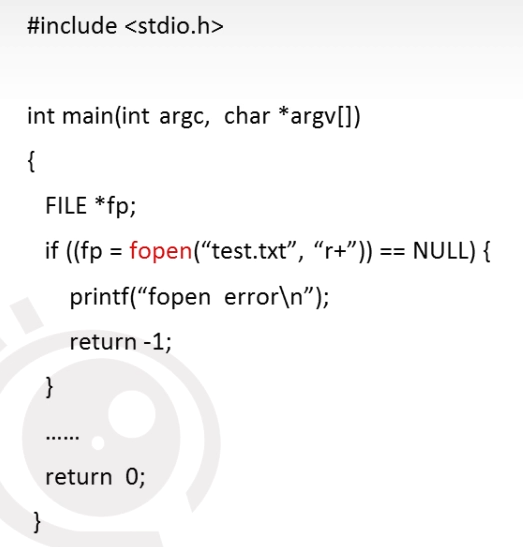 #include <stdio.h>
int main(int argc, char *argv[])
{
FILE *fp;
if ((fp = fopen(“test.txt”, “r+”)) == NULL) {
printf(“fopen error\n”);
return -1;
}
……
return 0;
}